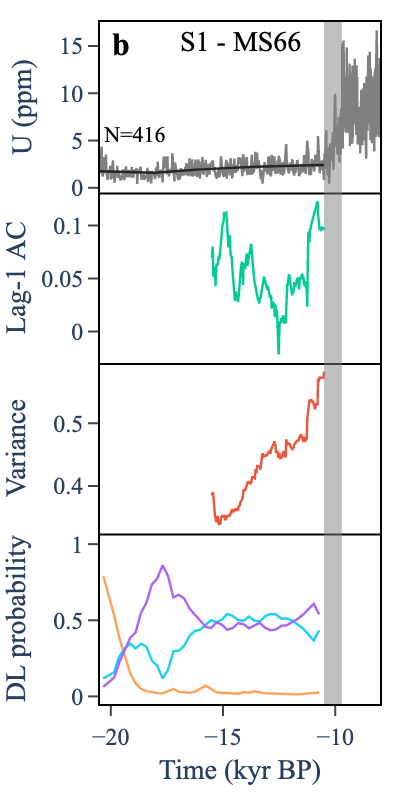 b
S1 - MS66
U (ppm)
15
10
5
0
N=416
Lag-1 AC
0.1
0.05
0
Variance
0.5
0.4
DL probability
1
0.5
0
−20
−15
−10
Time (kyr BP)